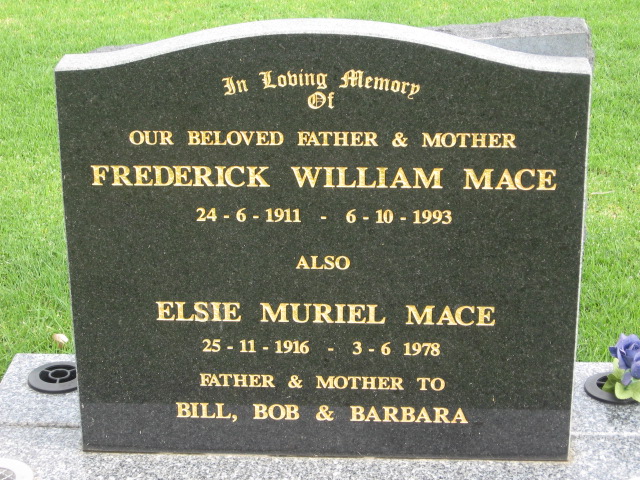 In Loving Memory
Of
OUR BELOVED FATHER & MOTHER
FREDERICK WILLIAM MACE
24 - 6 - 1911 - 6 - 10 - 1993
ALSO
ELSIE MURIEL MACE
25 - 11 - 1916 - 3 - 6 1978
FATHER & MOTHER TO
BILL, BOB & BARBARA